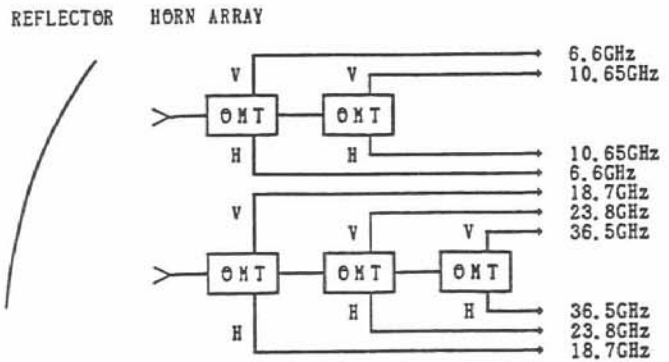 REFLECTOR HORN ARRAY
6.6GHz
V V 10.65GHz
OMT OMT
H H 10.65GHz
6.6GHz
18.7GHz
V 23.8GHz
V V 36.5GHz
OMT OMT OMT
H H 36.5GHz
H 23.8GHz
18.7GHz